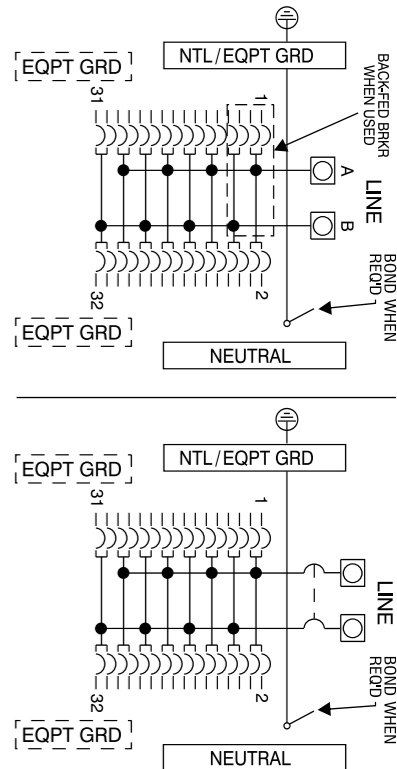 NTL/EQPT GRD
EQPT GRD
BACK-FED BRKR
WHEN USED
31
1
A
LINE
B
BOND WHEN
REQ'D
32
2
EQPT GRD
NEUTRAL
NTL/EQPT GRD
EQPT GRD
31
1
LINE
BOND WHEN
REQ'D
32
2
EQPT GRD
NEUTRAL